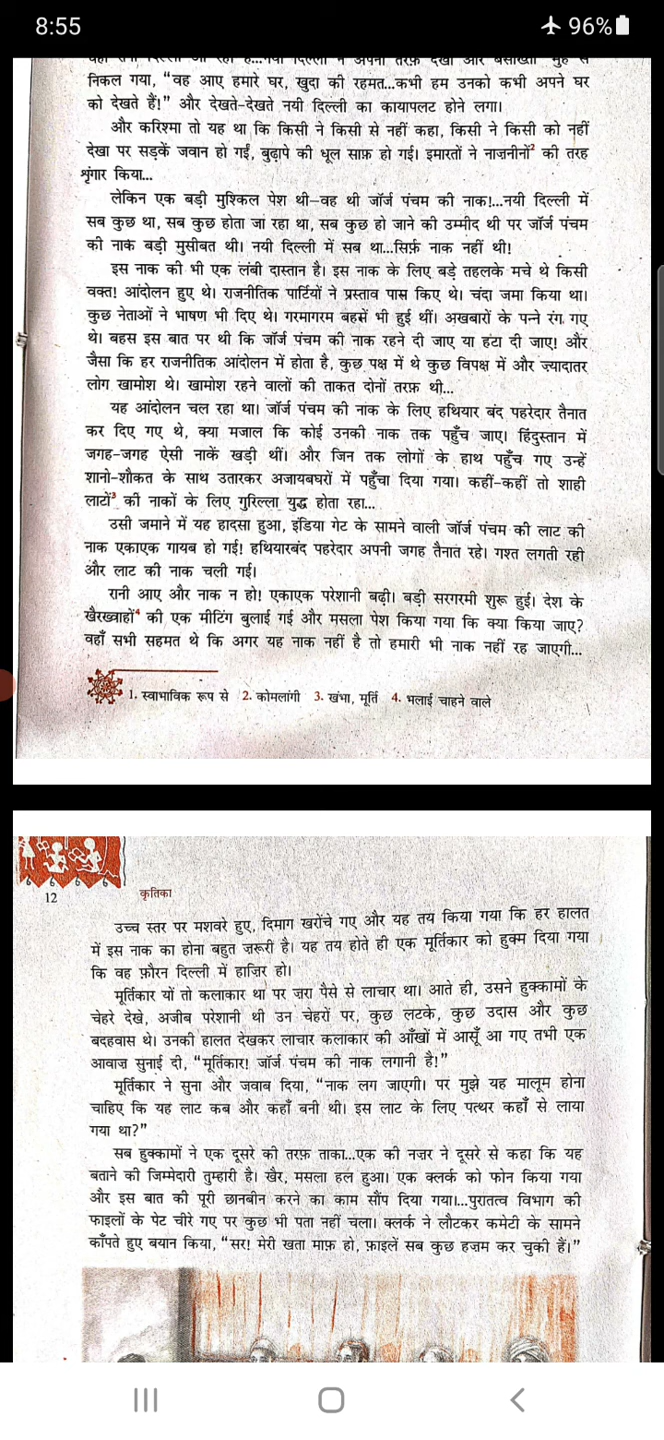 8:55
96%
निकल गया, “वह आए हमारे घर, खुदा की रहमत...कभी हम उनको कभी अपने घर
को देखते हैं!” और देखते-देखते नयी दिल्ली का कायापलट होने लगा।
और करिश्मा तो यह था कि किसी ने किसी से नहीं कहा, किसी ने किसी को नहीं
देखा पर सड़कें जवान हो गईं, बुढ़ापे की धूल साफ़ हो गई। इमारतों ने नाज़नीनों² की तरह
शृंगार किया...
लेकिन एक बड़ी मुश्किल पेश थी—वह थी जॉर्ज पंचम की नाक!...नयी दिल्ली में
सब कुछ था, सब कुछ होता जा रहा था, सब कुछ हो जाने की उम्मीद थी पर जॉर्ज पंचम
की नाक बड़ी मुसीबत थी। नयी दिल्ली में सब था...सिर्फ़ नाक नहीं थी!
इस नाक की भी एक लंबी दास्तान है। इस नाक के लिए बड़े तहलके मचे थे किसी
वक्त! आंदोलन हुए थे। राजनीतिक पार्टियों ने प्रस्ताव पास किए थे। चंदा जमा किया था।
कुछ नेताओं ने भाषण भी दिए थे। गरमागरम बहसें भी हुई थीं। अखबारों के पन्ने रंग गए
थे। बहस इस बात पर थी कि जॉर्ज पंचम की नाक रहने दी जाए या हटा दी जाए! और
जैसा कि हर राजनीतिक आंदोलन में होता है, कुछ पक्ष में थे कुछ विपक्ष में और ज्यादातर
लोग खामोश थे। खामोश रहने वालों की ताकत दोनों तरफ़ थी...
यह आंदोलन चल रहा था। जॉर्ज पंचम की नाक के लिए हथियार बंद पहरेदार तैनात
कर दिए गए थे, क्या मजाल कि कोई उनकी नाक तक पहुँच जाए। हिंदुस्तान में
जगह-जगह ऐसी नाकें खड़ी थीं। और जिन तक लोगों के हाथ पहुँच गए उन्हें
शानो-शौकत के साथ उतारकर अजायबघरों में पहुँचा दिया गया। कहीं-कहीं तो शाही
लाटों³ की नाकों के लिए गुरिल्ला युद्ध होता रहा...
उसी जमाने में यह हादसा हुआ, इंडिया गेट के सामने वाली जॉर्ज पंचम की लाट की
नाक एकाएक गायब हो गई! हथियारबंद पहरेदार अपनी जगह तैनात रहे। गश्त लगती रही
और लाट की नाक चली गई।
रानी आए और नाक न हो! एकाएक परेशानी बढ़ी। बड़ी सरगरमी शुरू हुई। देश के
खैरख्वाहों⁴ की एक मीटिंग बुलाई गई और मसला पेश किया गया कि क्या किया जाए?
वहाँ सभी सहमत थे कि अगर यह नाक नहीं है तो हमारी भी नाक नहीं रह जाएगी...
1. स्वाभाविक रूप से 2. कोमलांगी 3. खंभा, मूर्ति 4. भलाई चाहने वाले
12 कृतिका
उच्च स्तर पर मशवरे हुए, दिमाग खरोंचे गए और यह तय किया गया कि हर हालत
में इस नाक का होना बहुत ज़रूरी है। यह तय होते ही एक मूर्तिकार को हुक्म दिया गया
कि वह फ़ौरन दिल्ली में हाज़िर हो।
मूर्तिकार यों तो कलाकार था पर ज़रा पैसे से लाचार था। आते ही, उसने हुक्कामों के
चेहरे देखे, अजीब परेशानी थी उन चेहरों पर, कुछ लटके, कुछ उदास और कुछ
बदहवास थे। उनकी हालत देखकर लाचार कलाकार की आँखों में आसूँ आ गए तभी एक
आवाज सुनाई दी, “मूर्तिकार! जॉर्ज पंचम की नाक लगानी है!”
मूर्तिकार ने सुना और जवाब दिया, “नाक लग जाएगी। पर मुझे यह मालूम होना
चाहिए कि यह लाट कब और कहाँ बनी थी। इस लाट के लिए पत्थर कहाँ से लाया
गया था?”
सब हुक्कामों ने एक दूसरे की तरफ़ ताका...एक की नज़र ने दूसरे से कहा कि यह
बताने की जिम्मेदारी तुम्हारी है। खैर, मसला हल हुआ। एक क्लर्क को फोन किया गया
और इस बात की पूरी छानबीन करने का काम सौंप दिया गया।...पुरातत्व विभाग की
फाइलों के पेट चीरे गए पर कुछ भी पता नहीं चला। क्लर्क ने लौटकर कमेटी के सामने
काँपते हुए बयान किया, “सर! मेरी खता माफ़ हो, फ़ाइलें सब कुछ हज़म कर चुकी हैं।”